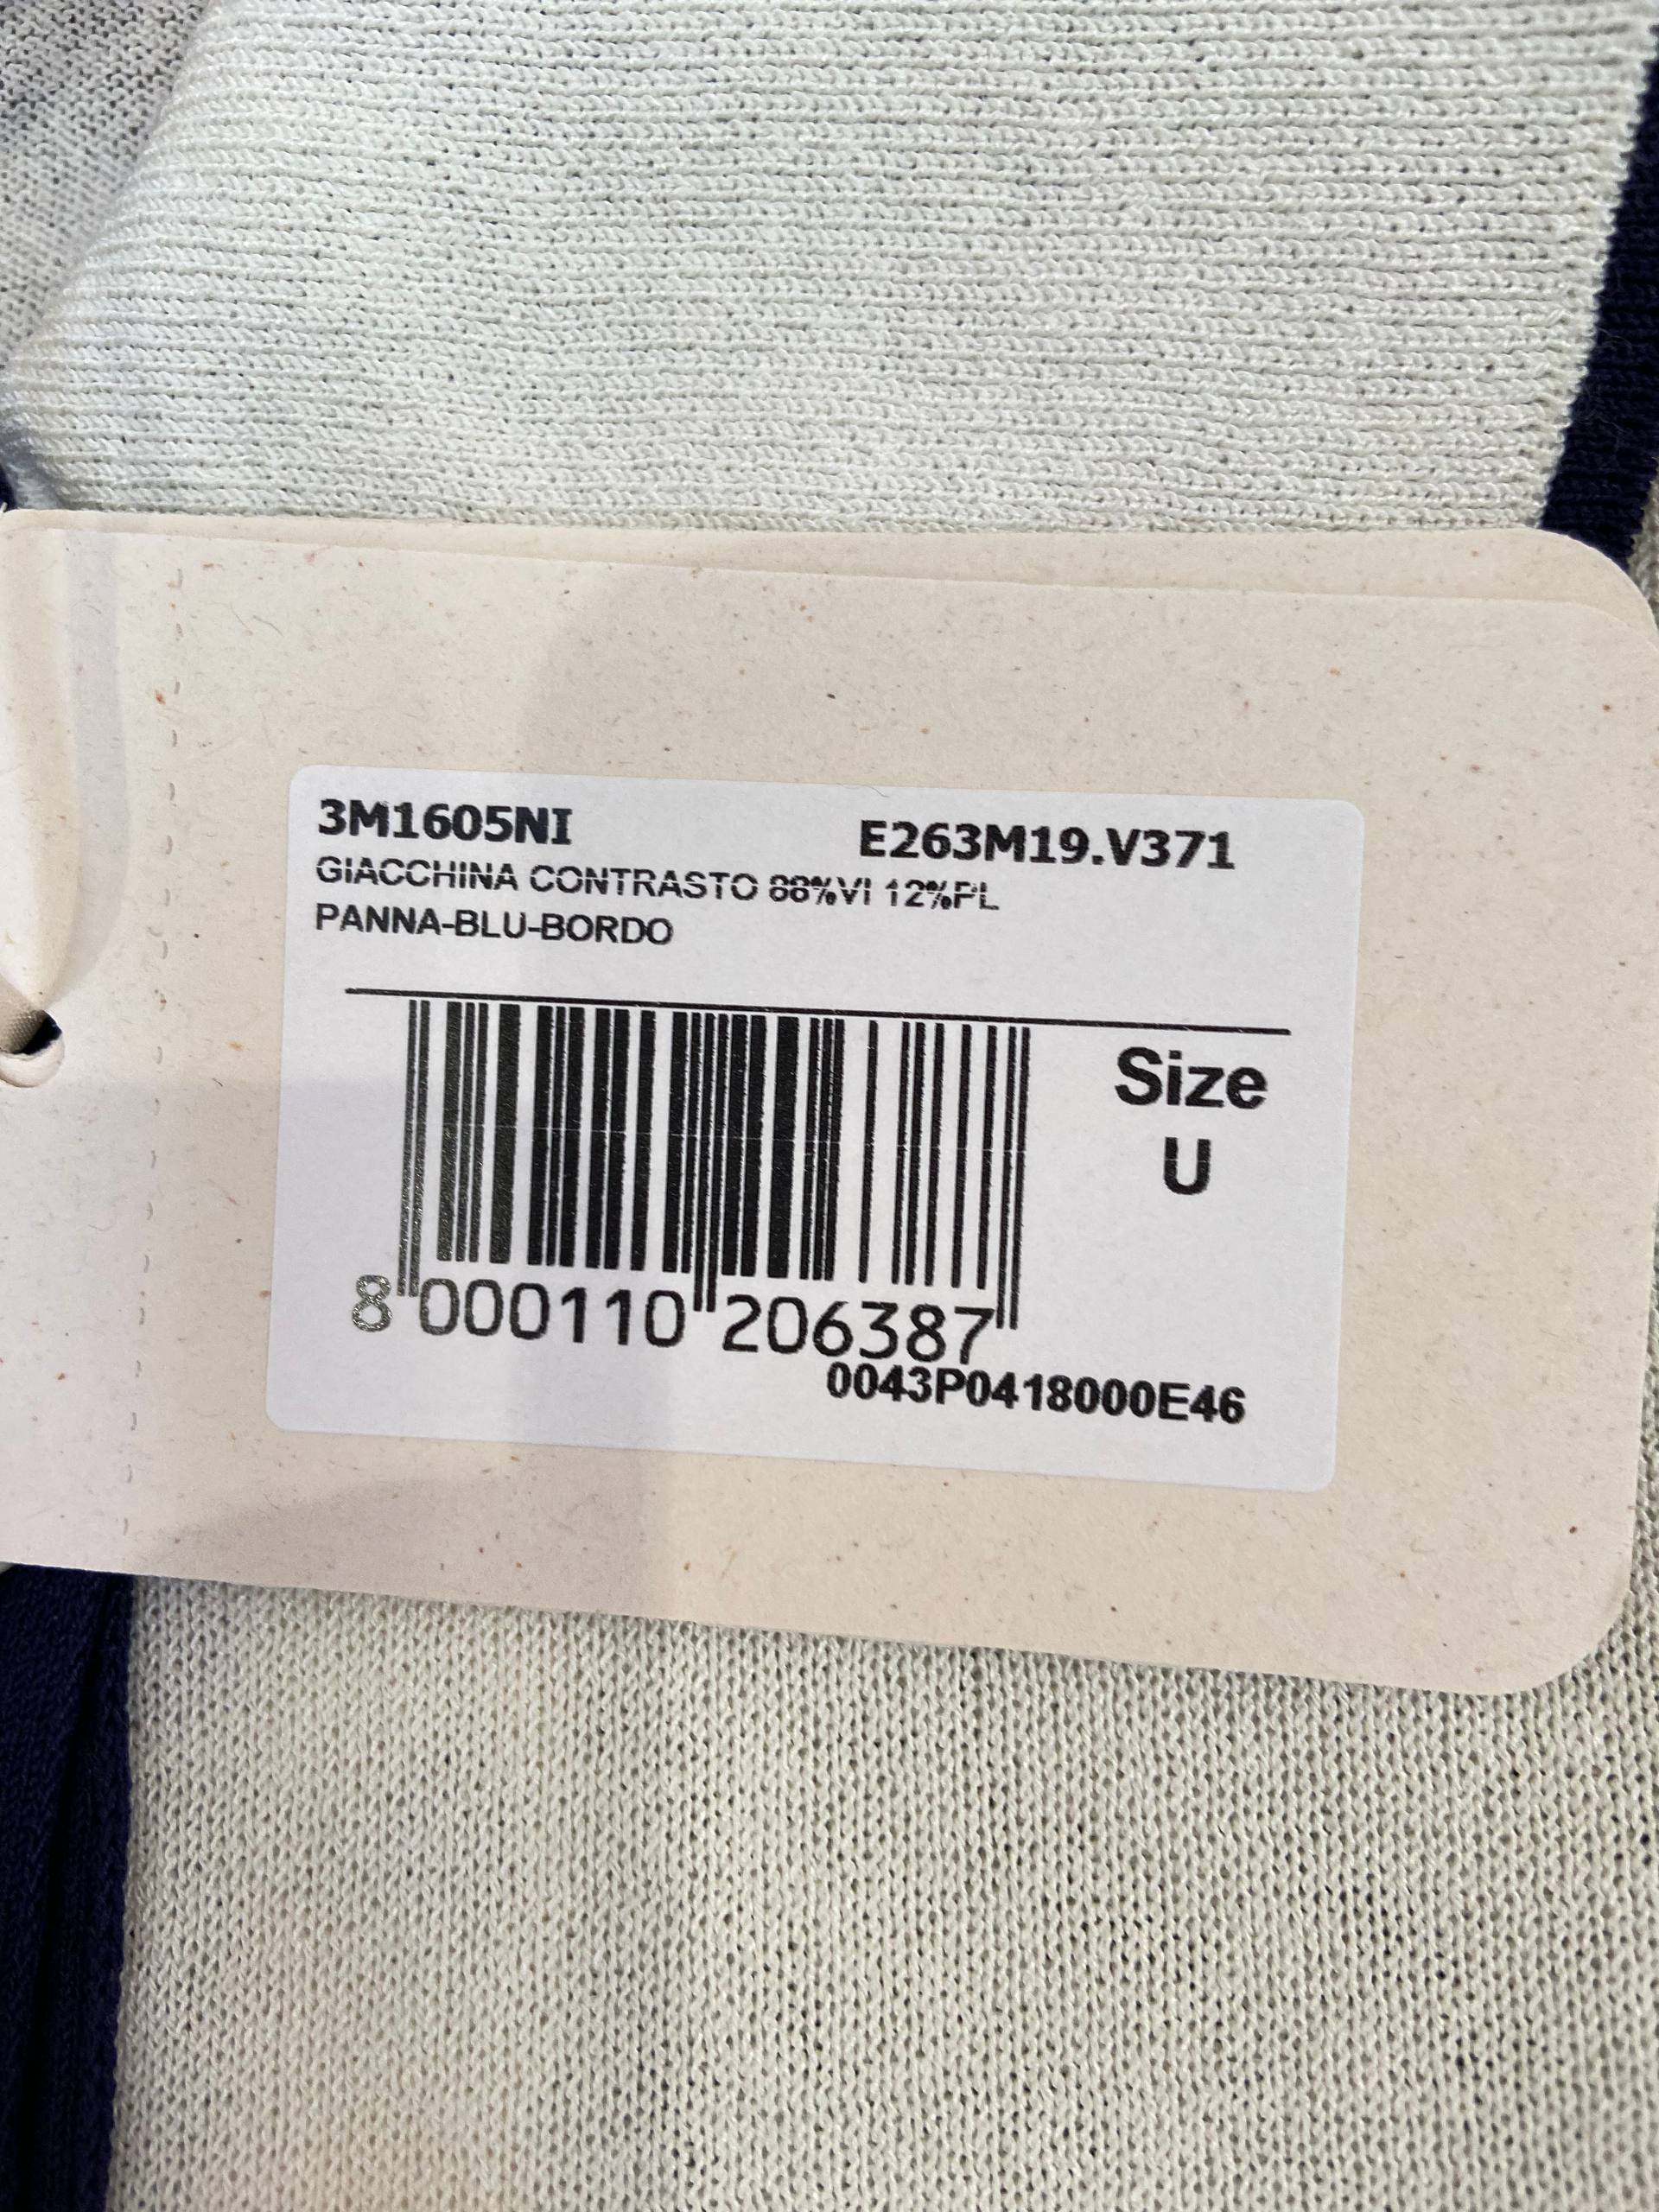 3M1605NI E263M19.V371
GIACCHINA CONTRASTO 88%VI 12%PL
PANNA-BLU-BORDO
Size
U
8 000110 206387
0043P0418000E46